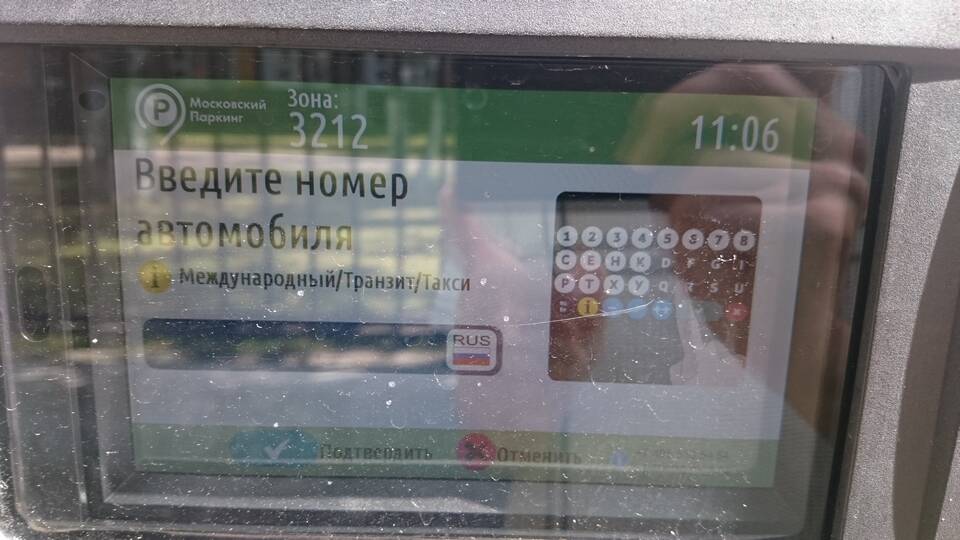 Московский
Паркинг
Зона:
3212
11:06
Введите номер
автомобиля
i Международный/Транзит/Такси
RUS
1 2 3 4 5 6 7 8
C E H K D F G I
P T X Y Q R S U
i
Подтвердить
Отменить